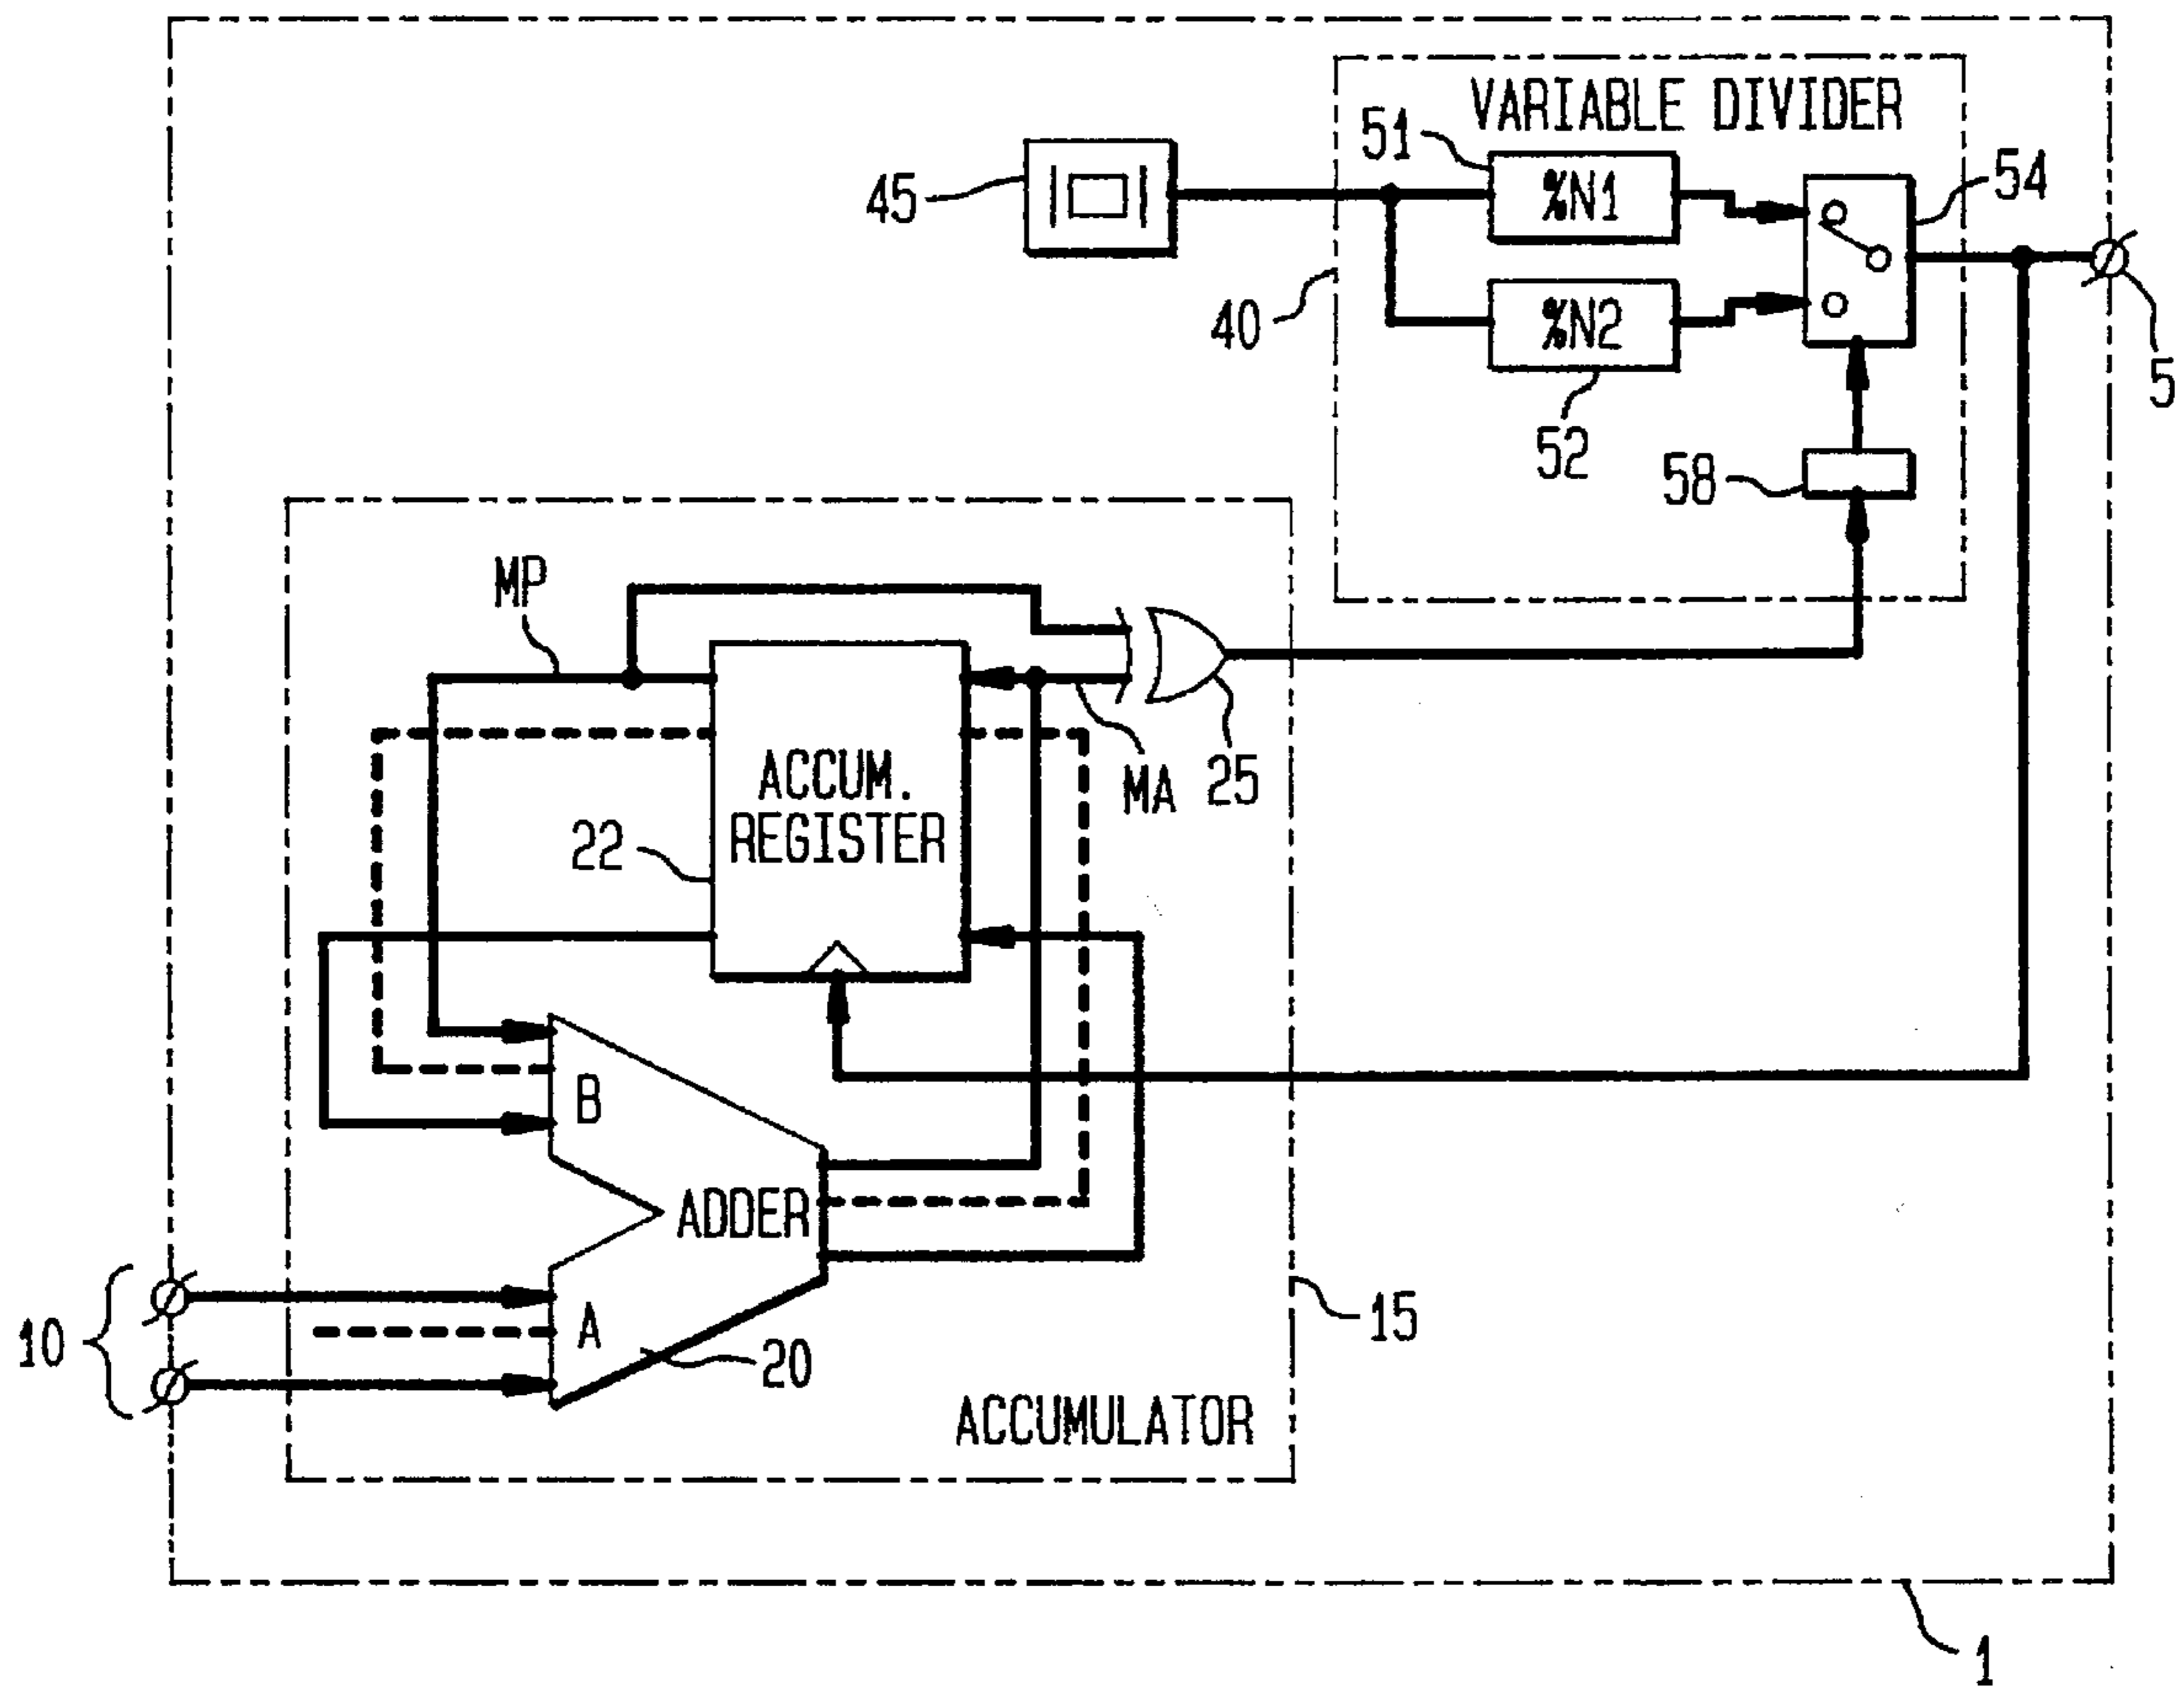 VARIABLE DIVIDER
51
%N1
54
45
40
%N2
5
52
58
MP
ACCUM.
REGISTER
MA
25
22
B
ADDER
10
A
20
15
ACCUMULATOR
1